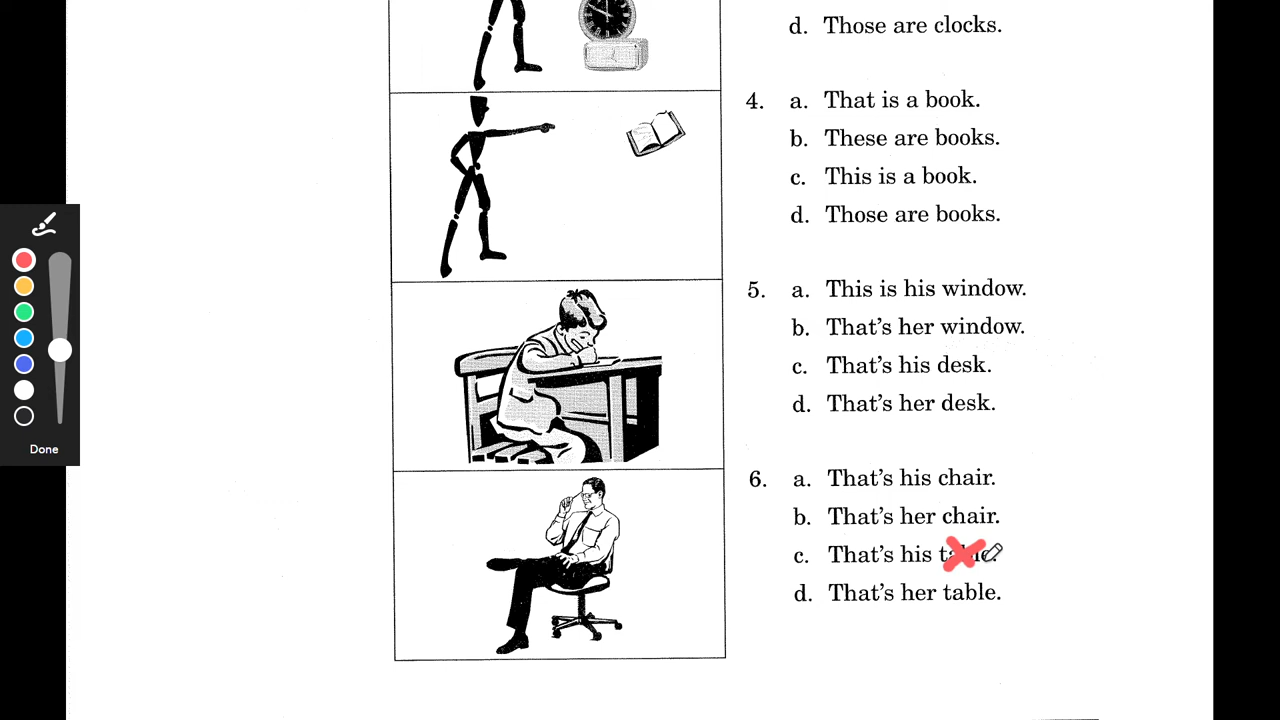 d. Those are clocks.
4. a. That is a book.
b. These are books.
c. This is a book.
d. Those are books.
5. a. This is his window.
b. That's her window.
c. That's his desk.
d. That's her desk.
6. a. That's his chair.
b. That's her chair.
c. That's his table.
d. That's her table.
Done